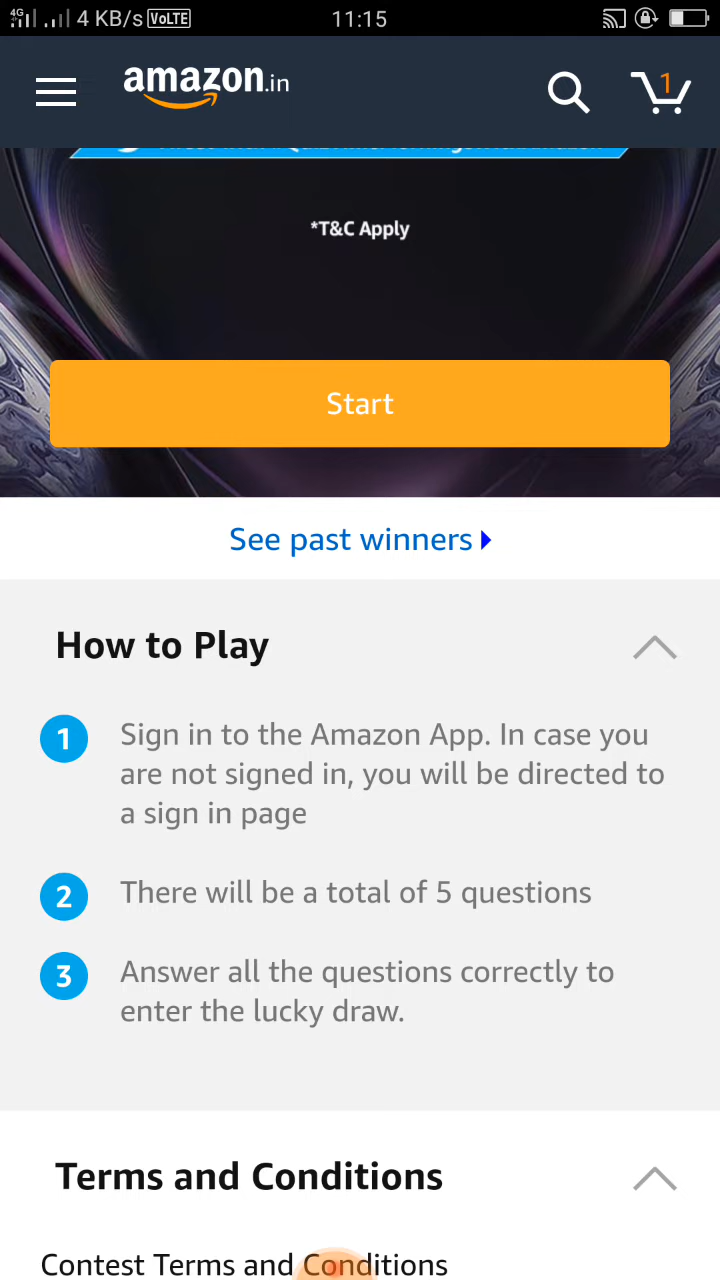 4G 4 KB/s VoLTE 11:15
amazon.in
1
*T&C Apply
Start
See past winners
How to Play
1 Sign in to the Amazon App. In case you
are not signed in, you will be directed to
a sign in page
2 There will be a total of 5 questions
3 Answer all the questions correctly to
enter the lucky draw.
Terms and Conditions
Contest Terms and Conditions